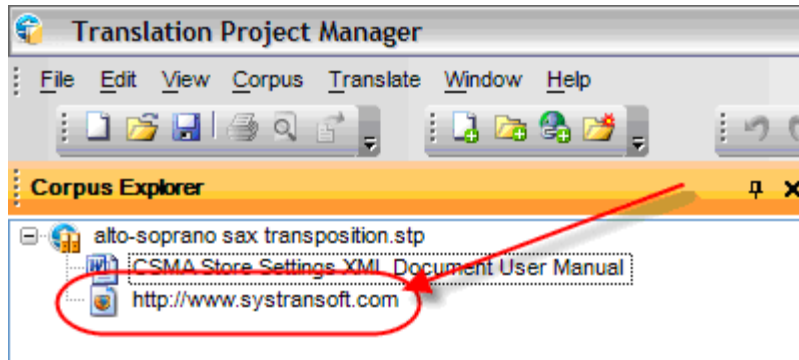 Translation Project Manager
File Edit View Corpus Translate Window Help
Corpus Explorer
alto-soprano sax transposition.stp
CSMA Store Settings XML Document User Manual
http://www.systransoft.com